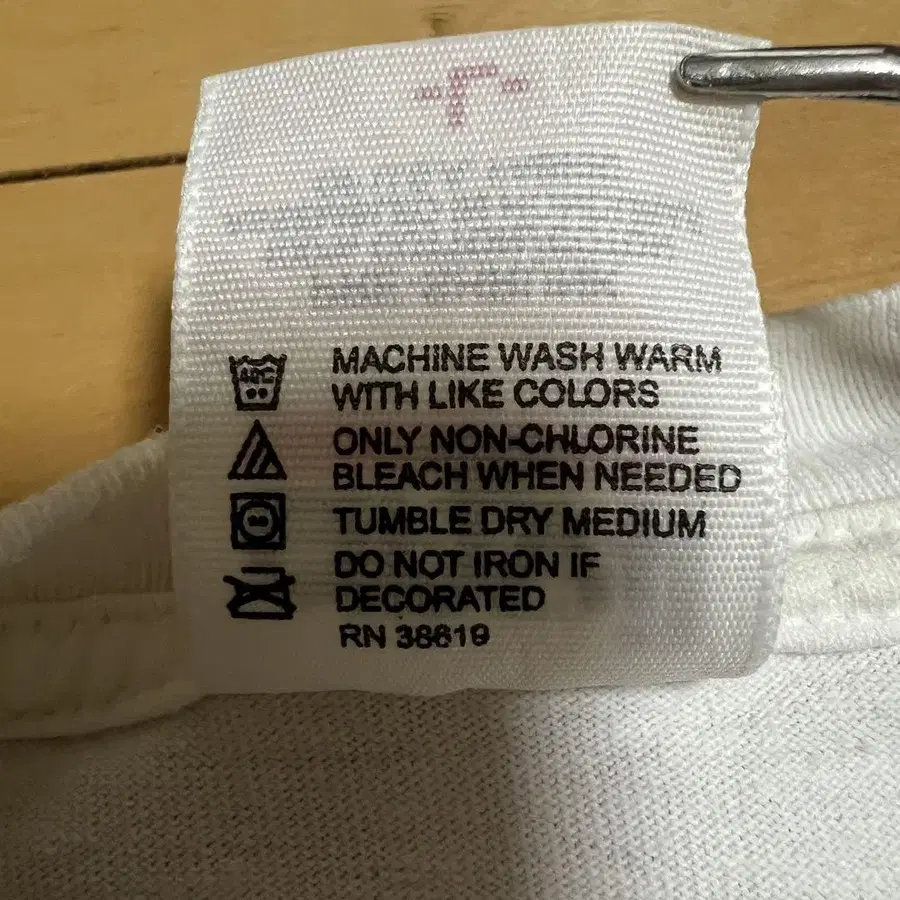 40C
MACHINE WASH WARM
WITH LIKE COLORS
ONLY NON-CHLORINE
BLEACH WHEN NEEDED
TUMBLE DRY MEDIUM
DO NOT IRON IF
DECORATED
RN 38619